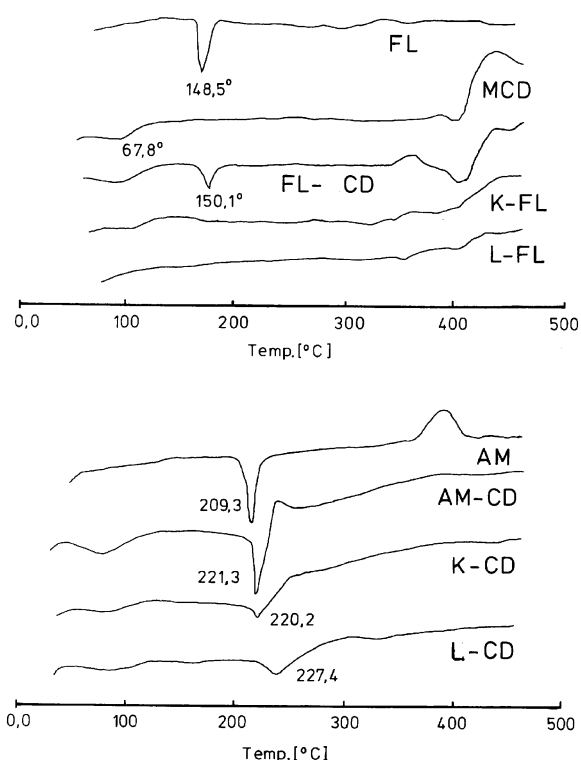 FL
148,5°
MCD
67,8°
FL- CD
150,1°
K-FL
L-FL
0,0 100 200 300 400 500
Temp.[°C]
AM
209,3
AM-CD
221,3
K-CD
220,2
L-CD
227,4
0,0 100 200 300 400 500
Temp.[°C]